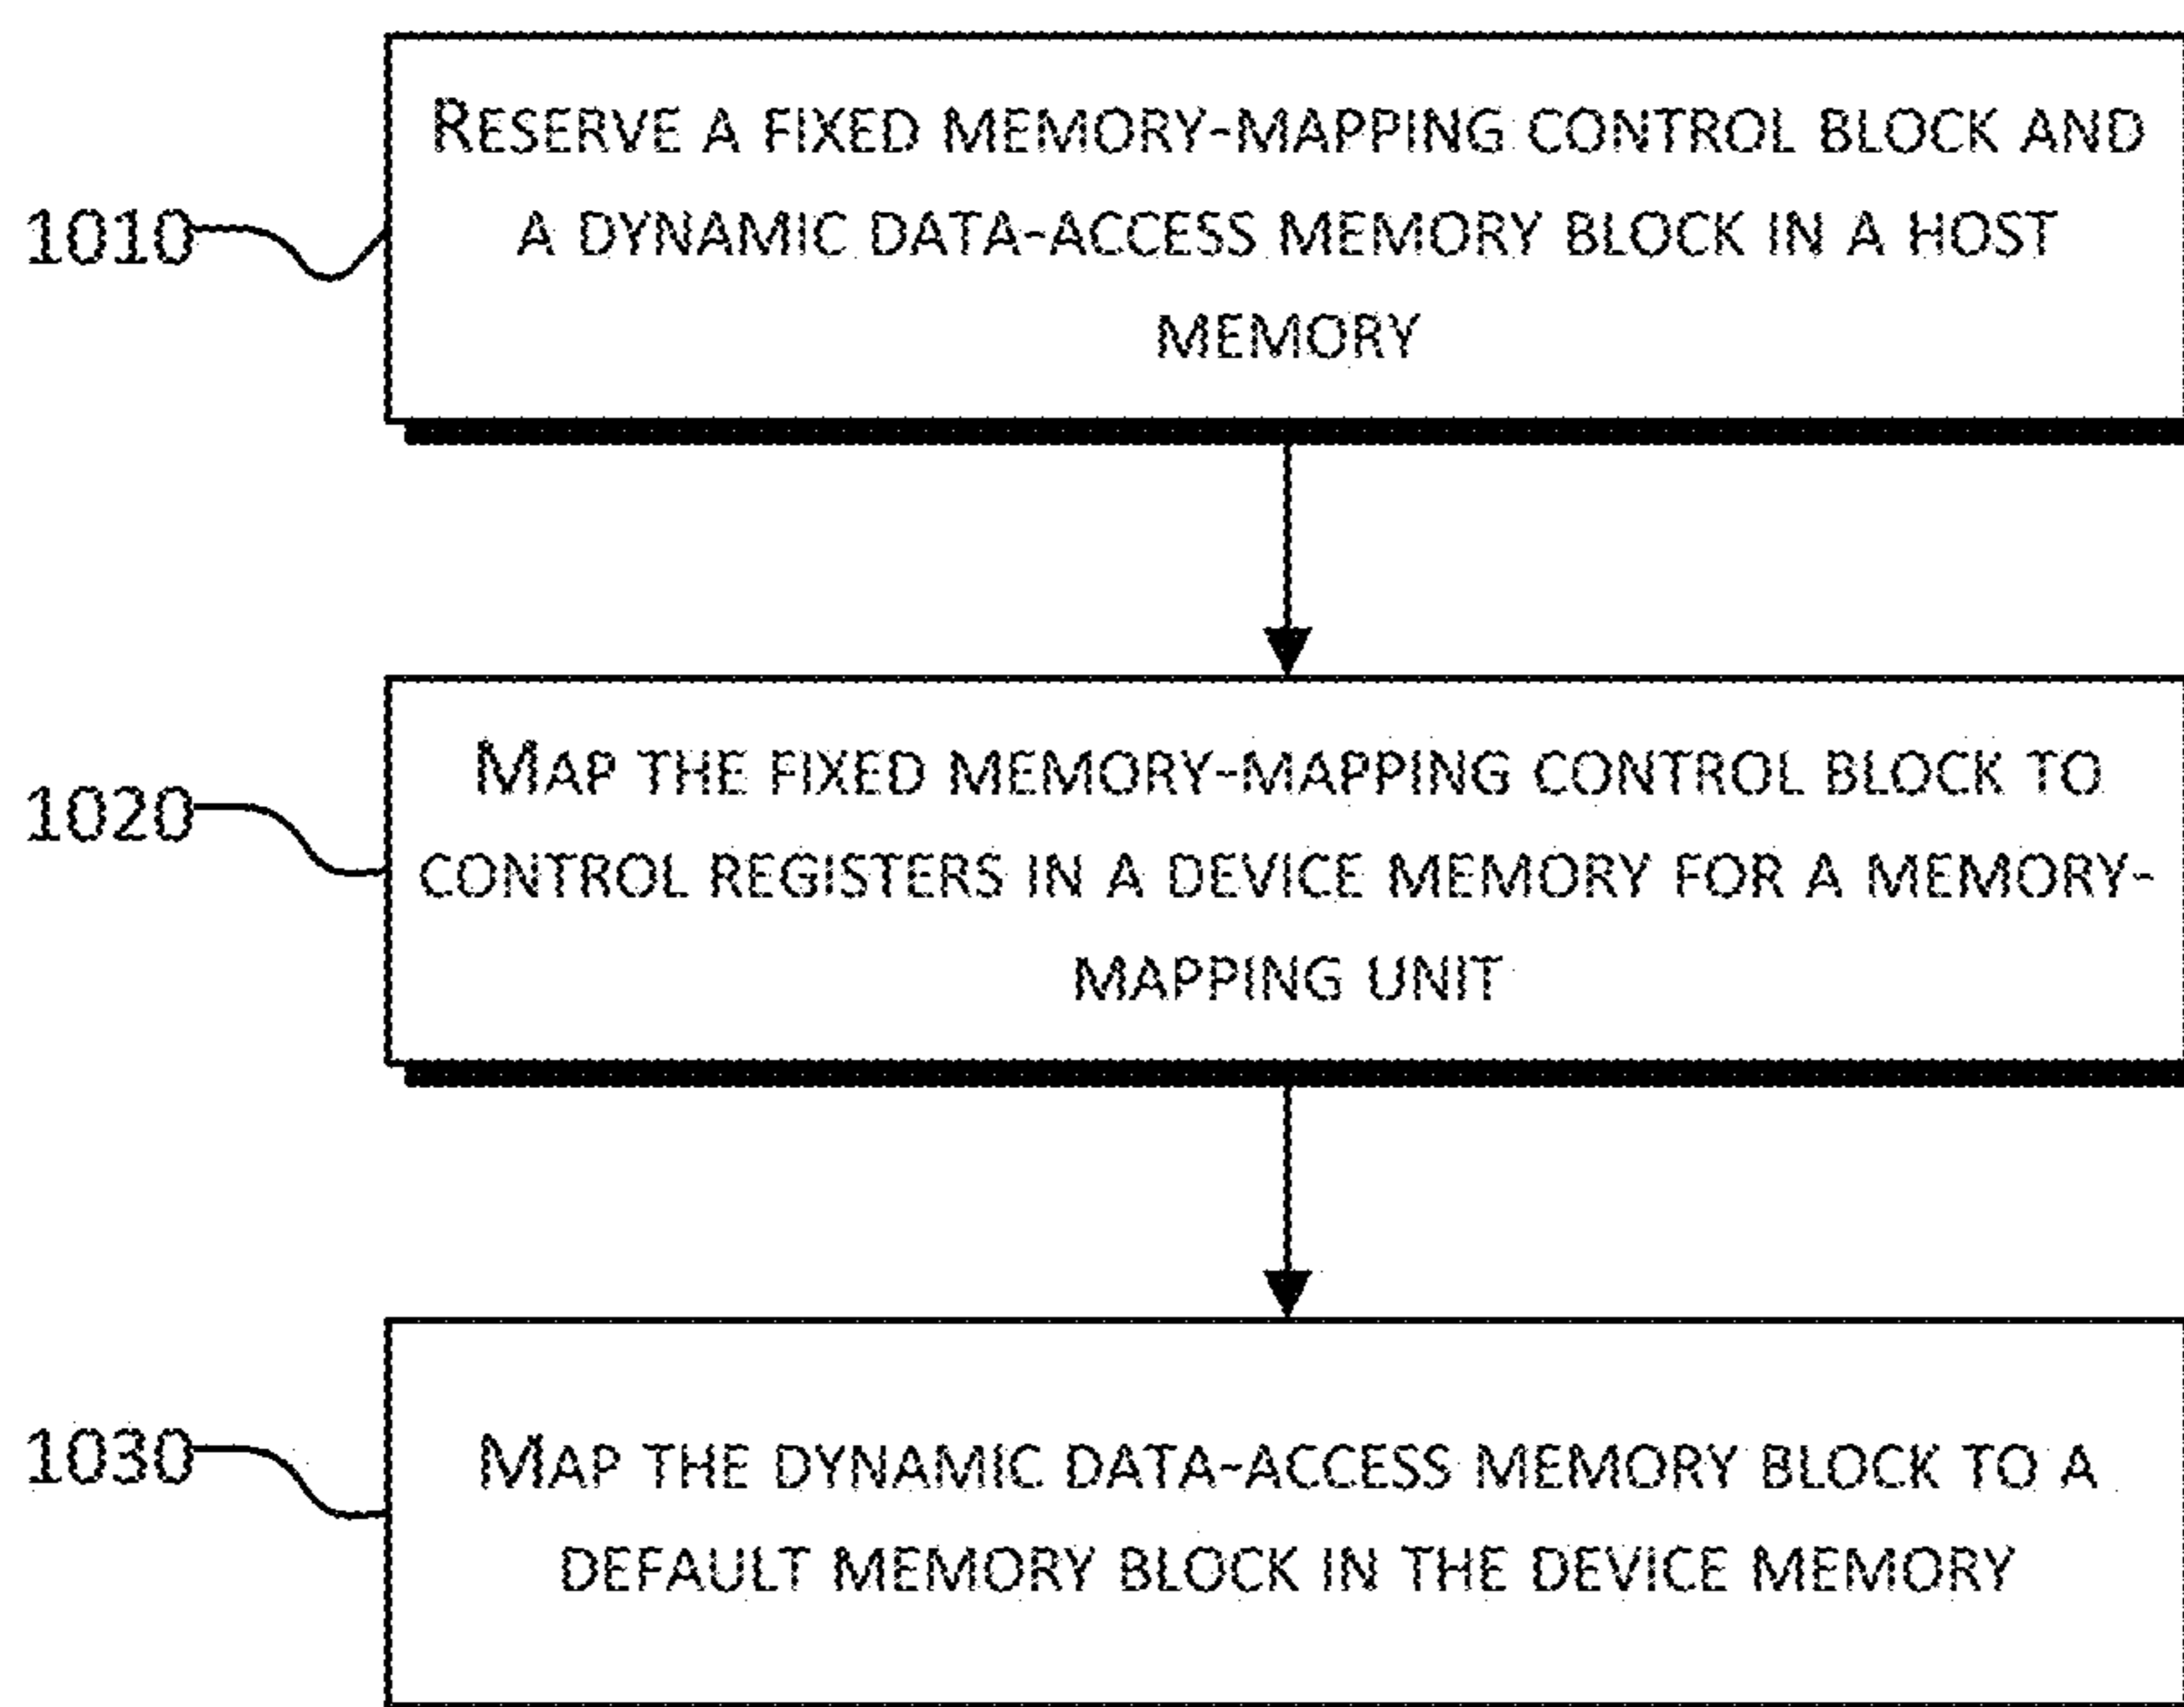 RESERVE A FIXED MEMORY-MAPPING CONTROL BLOCK AND
1010
A DYNAMIC DATA-ACCESS MEMORY BLOCK IN A HOST
MEMORY
MAP THE FIXED MEMORY-MAPPING CONTROL BLOCK TO
1020
CONTROL REGISTERS IN A DEVICE MEMORY FOR A MEMORY-
MAPPING UNIT
1030
MAP THE DYNAMIC DATA-ACCESS MEMORY BLOCK TO A
DEFAULT MEMORY BLOCK IN THE DEVICE MEMORY